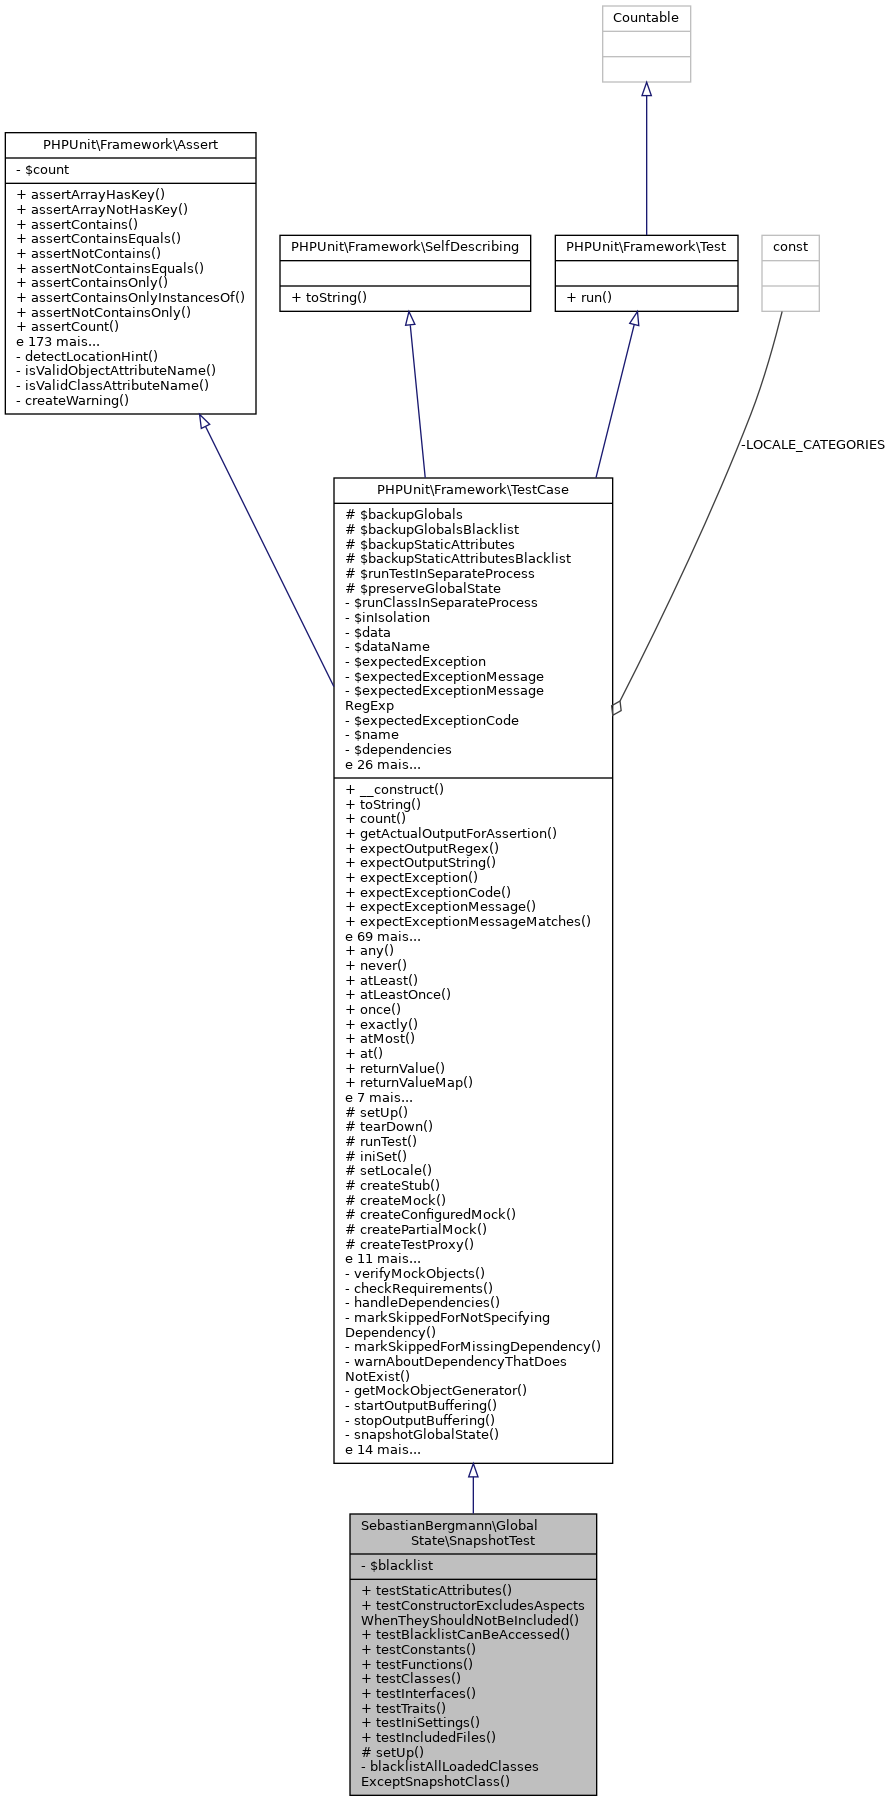 Countable
PHPUnit\Framework\Assert
- $count
+ assertArrayHasKey()
+ assertArrayNotHasKey()
+ assertContains()
+ assertContainsEquals()
+ assertNotContains()
+ assertNotContainsEquals()
+ assertContainsOnly()
+ assertContainsOnlyInstancesOf()
+ assertNotContainsOnly()
+ assertCount()
e 173 mais...
- detectLocationHint()
- isValidObjectAttributeName()
- isValidClassAttributeName()
- createWarning()
PHPUnit\Framework\SelfDescribing
+ toString()
PHPUnit\Framework\Test
+ run()
const
-LOCALE_CATEGORIES
PHPUnit\Framework\TestCase
# $backupGlobals
# $backupGlobalsBlacklist
# $backupStaticAttributes
# $backupStaticAttributesBlacklist
# $runTestInSeparateProcess
# $preserveGlobalState
- $runClassInSeparateProcess
- $inIsolation
- $data
- $dataName
- $expectedException
- $expectedExceptionMessage
- $expectedExceptionMessage
RegExp
- $expectedExceptionCode
- $name
- $dependencies
e 26 mais...
+ __construct()
+ toString()
+ count()
+ getActualOutputForAssertion()
+ expectOutputRegex()
+ expectOutputString()
+ expectException()
+ expectExceptionCode()
+ expectExceptionMessage()
+ expectExceptionMessageMatches()
e 69 mais...
+ any()
+ never()
+ atLeast()
+ atLeastOnce()
+ once()
+ exactly()
+ atMost()
+ at()
+ returnValue()
+ returnValueMap()
e 7 mais...
# setUp()
# tearDown()
# runTest()
# iniSet()
# setLocale()
# createStub()
# createMock()
# createConfiguredMock()
# createPartialMock()
# createTestProxy()
e 11 mais...
- verifyMockObjects()
- checkRequirements()
- handleDependencies()
- markSkippedForNotSpecifying
Dependency()
- markSkippedForMissingDependency()
- warnAboutDependencyThatDoes
NotExist()
- getMockObjectGenerator()
- startOutputBuffering()
- stopOutputBuffering()
- snapshotGlobalState()
e 14 mais...
SebastianBergmann\Global
State\SnapshotTest
- $blacklist
+ testStaticAttributes()
+ testConstructorExcludesAspects
WhenTheyShouldNotBeIncluded()
+ testBlacklistCanBeAccessed()
+ testConstants()
+ testFunctions()
+ testClasses()
+ testInterfaces()
+ testTraits()
+ testIniSettings()
+ testIncludedFiles()
# setUp()
- blacklistAllLoadedClasses
ExceptSnapshotClass()